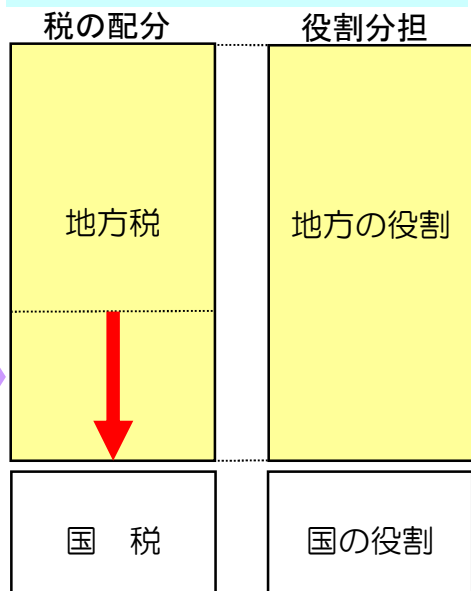 税の配分
役割分担
地方税
地方の役割
国　税
国の役割